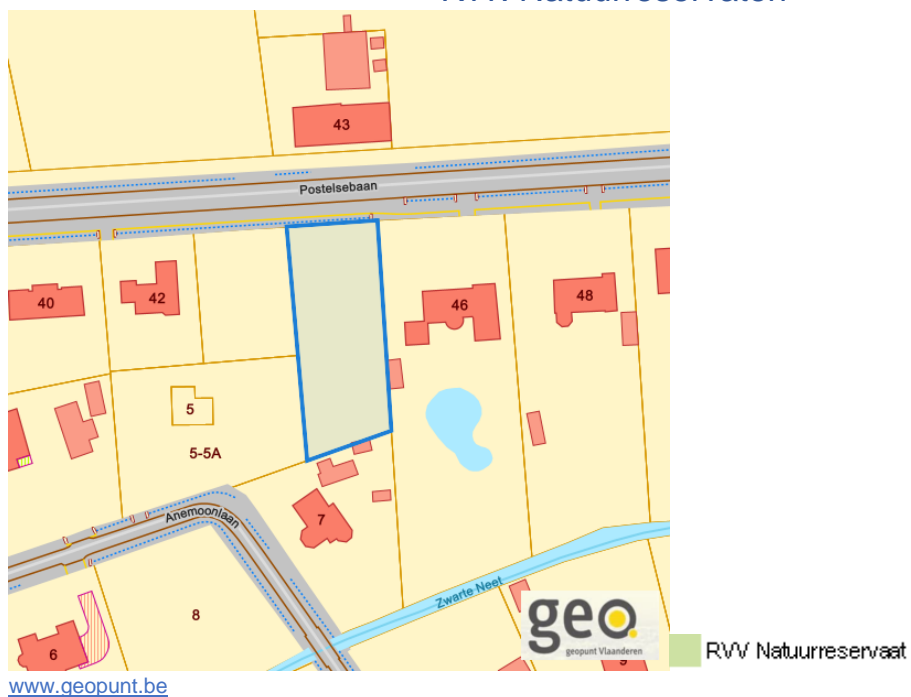 43
Postelsebaan
40
42
46
48
5
5-5A
7
Anemoonlaan
Zwarte Neet
8
6
9
geo.
geopunt Vlaanderen
RVV Natuurreservaat
www.geopunt.be